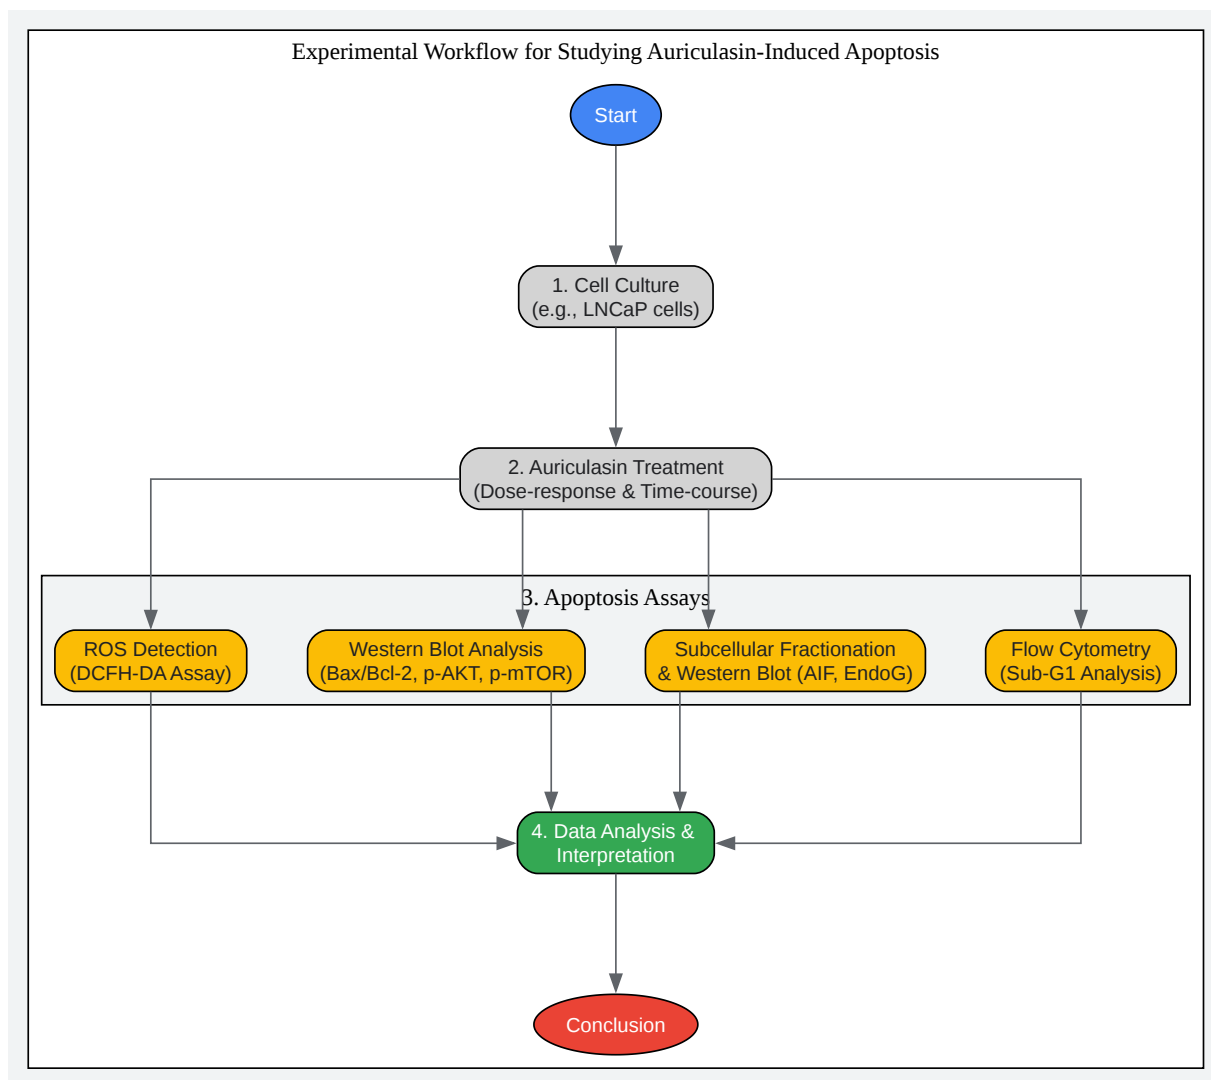 Experimental Workflow for Studying Auriculasin-Induced Apoptosis
Start
1. Cell Culture
(e.g., LNCaP cells)
2. Auriculasin Treatment
(Dose-response & Time-course)
3. Apoptosis Assays
ROS Detection
(DCFH-DA Assay)
Western Blot Analysis
(Bax/Bcl-2, p-AKT, p-mTOR)
Subcellular Fractionation
& Western Blot (AIF, EndoG)
Flow Cytometry
(Sub-G1 Analysis)
4. Data Analysis &
Interpretation
Conclusion